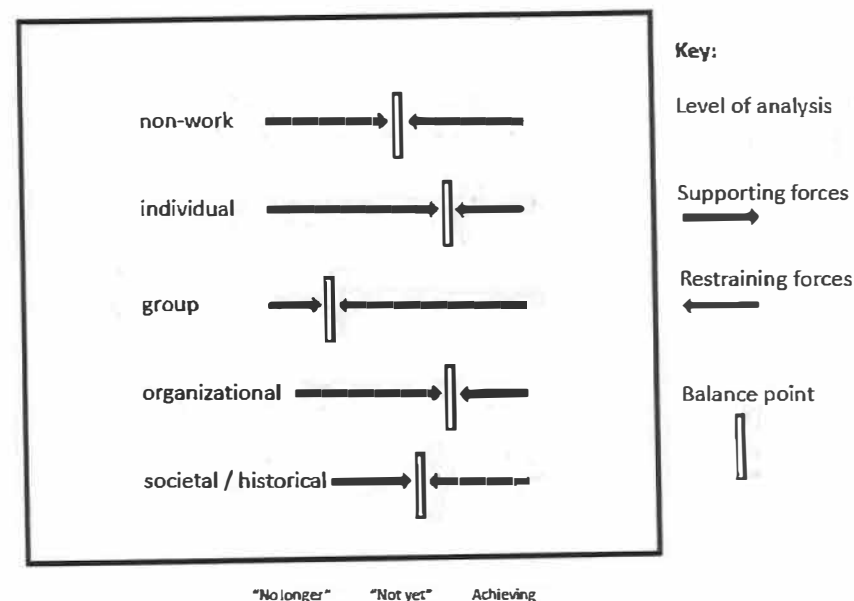 Key:
non-work
Level of analysis
individual
Supporting forces
group
Restraining forces
organizational
Balance point
societal / historical
"No longer" "Not yet" Achieving